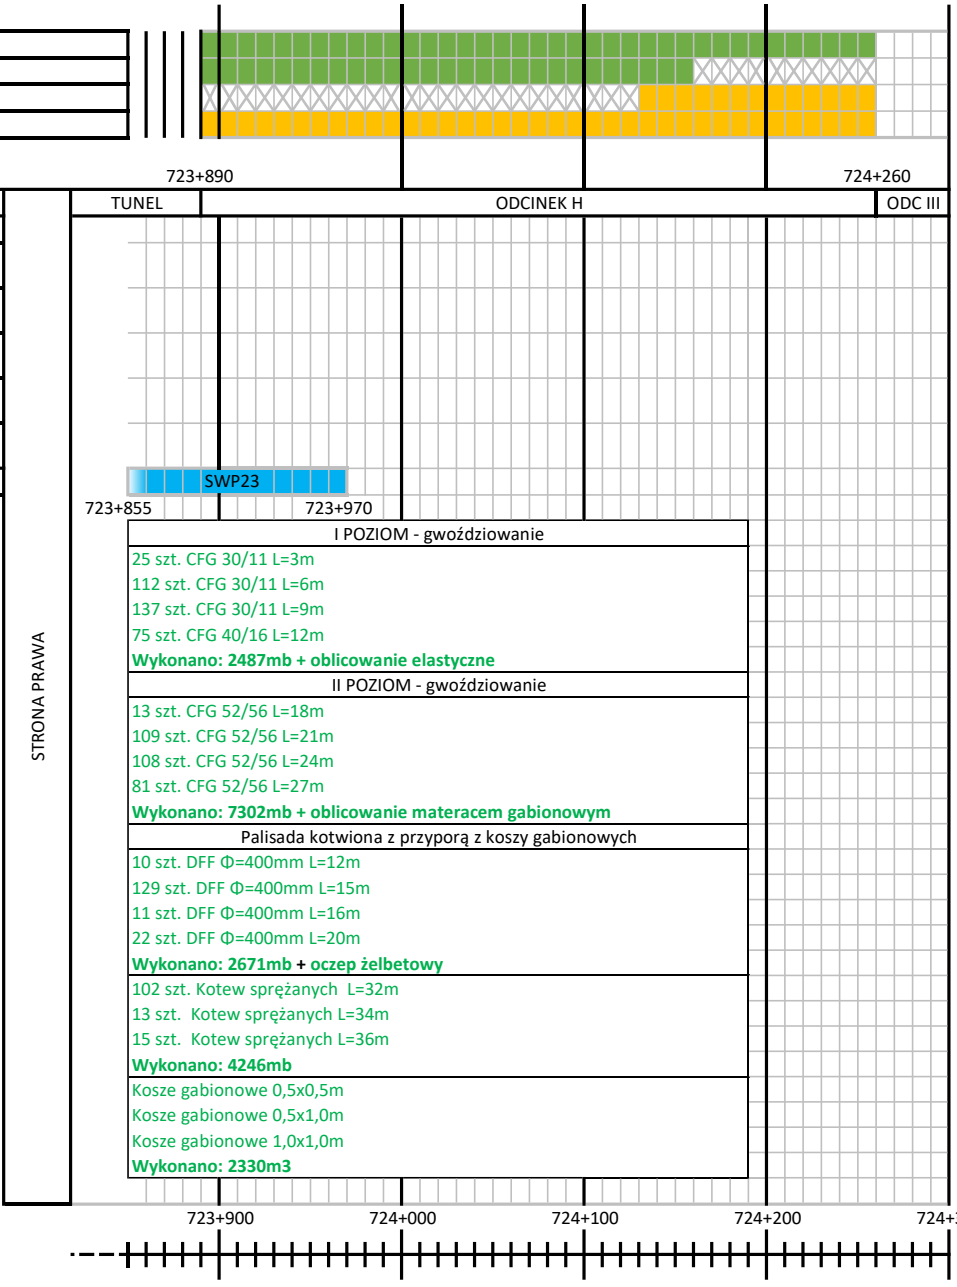 723+890
724+260
TUNEL
ODCINEK H
ODC III
SWP23
723+855
723+970
STRONA PRAWA
I POZIOM - gwoździowanie
25 szt. CFG 30/11 L=3m
112 szt. CFG 30/11 L=6m
137 szt. CFG 30/11 L=9m
75 szt. CFG 40/16 L=12m
Wykonano: 2487mb + oblicowanie elastyczne
II POZIOM - gwoździowanie
13 szt. CFG 52/56 L=18m
109 szt. CFG 52/56 L=21m
108 szt. CFG 52/56 L=24m
81 szt. CFG 52/56 L=27m
Wykonano: 7302mb + oblicowanie materacem gabionowym
Palisada kotwiona z przyporą z koszy gabionowych
10 szt. DFF Φ=400mm L=12m
129 szt. DFF Φ=400mm L=15m
11 szt. DFF Φ=400mm L=16m
22 szt. DFF Φ=400mm L=20m
Wykonano: 2671mb + oczep żelbetowy
102 szt. Kotew sprężanych L=32m
13 szt. Kotew sprężanych L=34m
15 szt. Kotew sprężanych L=36m
Wykonano: 4246mb
Kosze gabionowe 0,5x0,5m
Kosze gabionowe 0,5x1,0m
Kosze gabionowe 1,0x1,0m
Wykonano: 2330m3
723+900
724+000
724+100
724+200